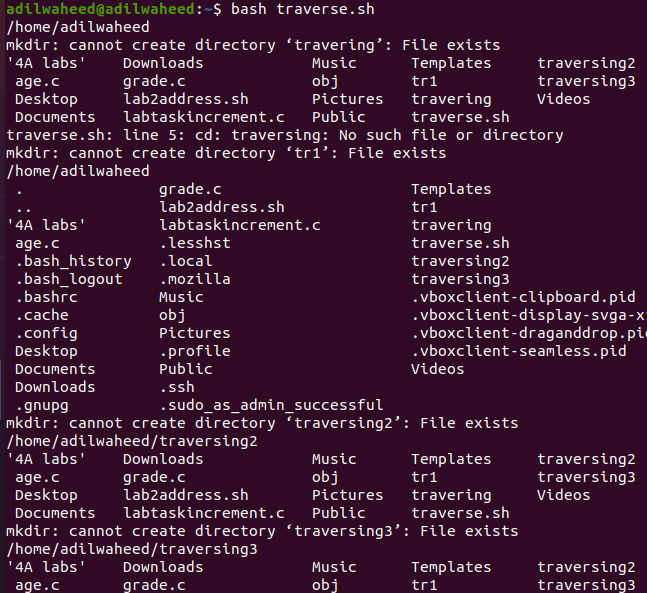 adilwaheed@adilwaheed:~$ bash traverse.sh
/home/adilwaheed
mkdir: cannot create directory ‘travering’: File exists
'4A labs'    Downloads            Music      Templates    traversing2
 age.c       grade.c              obj        tr1          traversing3
 Desktop     lab2address.sh       Pictures   travering    Videos
 Documents   labtaskincrement.c   Public     traverse.sh
traverse.sh: line 5: cd: traversing: No such file or directory
mkdir: cannot create directory ‘tr1’: File exists
/home/adilwaheed
 .               grade.c                     Templates
 ..              lab2address.sh              tr1
'4A labs'        labtaskincrement.c          travering
 age.c           .lesshst                    traverse.sh
 .bash_history   .local                      traversing2
 .bash_logout    .mozilla                    traversing3
 .bashrc         Music                       .vboxclient-clipboard.pid
 .cache          obj                         .vboxclient-display-svga-x
 .config         Pictures                    .vboxclient-draganddrop.pi
 Desktop         .profile                    .vboxclient-seamless.pid
 Documents       Public                      Videos
 Downloads       .ssh
 .gnupg          .sudo_as_admin_successful
mkdir: cannot create directory ‘traversing2’: File exists
/home/adilwaheed/traversing2
'4A labs'    Downloads            Music      Templates    traversing2
 age.c       grade.c              obj        tr1          traversing3
 Desktop     lab2address.sh       Pictures   travering    Videos
 Documents   labtaskincrement.c   Public     traverse.sh
mkdir: cannot create directory ‘traversing3’: File exists
/home/adilwaheed/traversing3
'4A labs'    Downloads            Music      Templates    traversing2
 age.c       grade.c              obj        tr1          traversing3